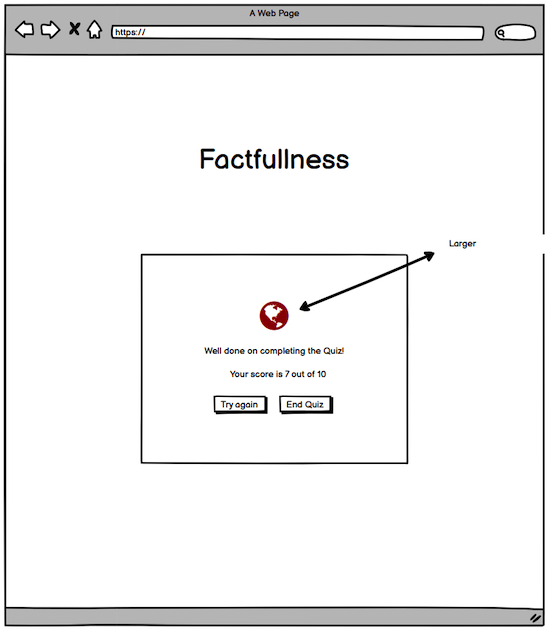 A Web Page
https://
Factfullness
Larger
Well done on completing the Quiz!
Your score is 7 out of 10
Try again
End Quiz